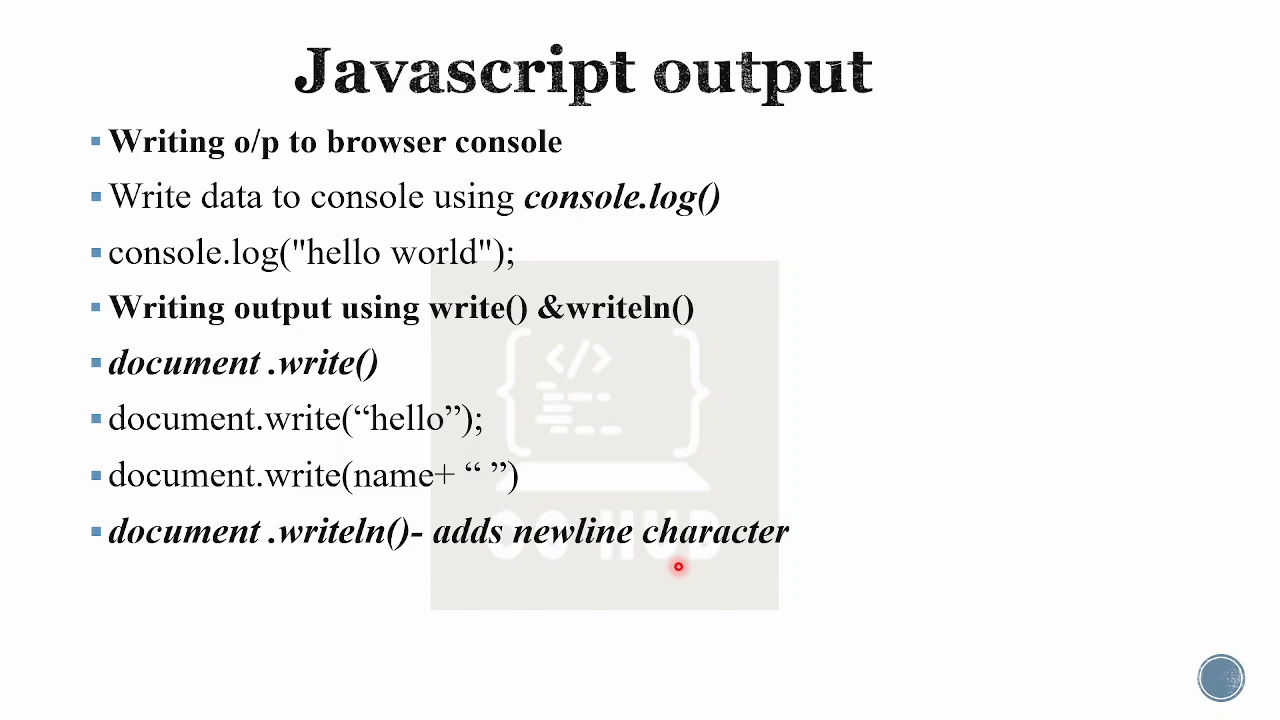 Javascript output
Writing o/p to browser console
Write data to console using console.log()
console.log("hello world");
Writing output using write() &writeln()
document .write()
document.write(“hello”);
document.write(name+ “ ”)
document .writeln()- adds newline character
HUB